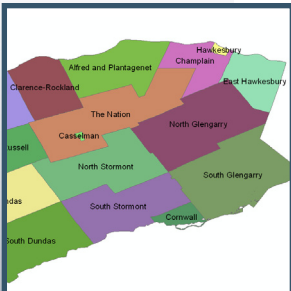 Hawkesbury
Champlain
Alfred and Plantagenet
East Hawkesbury
Clarence-Rockland
The Nation
North Glengarry
Casselman
ussell
North Stormont
South Glengarry
das
South Stormont
Cornwall
South Dundas